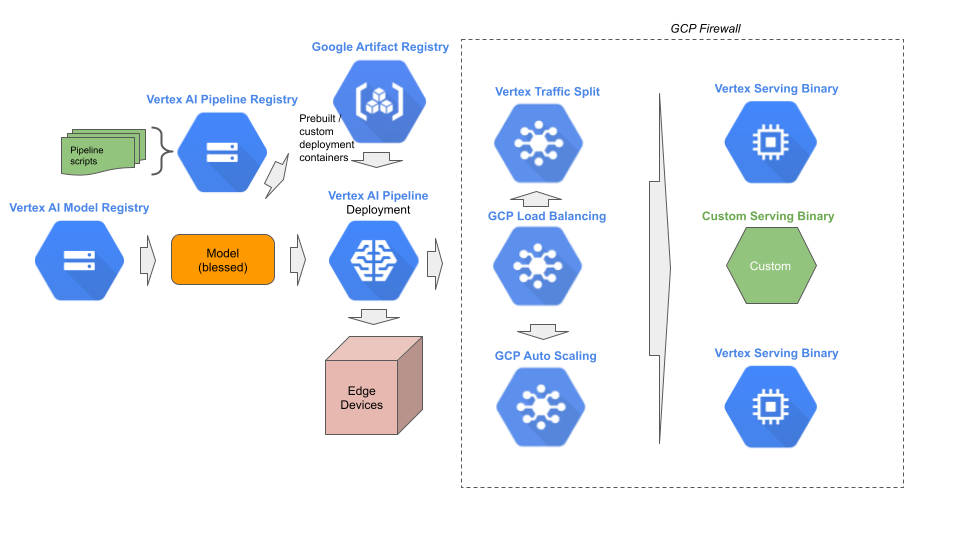 GCP Firewall
Google Artifact Registry
Vertex AI Pipeline Registry
Prebuilt /
custom
deployment
containers
Pipeline
scripts
Vertex AI Model Registry
Model
(blessed)
Vertex AI Pipeline
Deployment
Edge
Devices
Vertex Traffic Split
GCP Load Balancing
GCP Auto Scaling
Vertex Serving Binary
Custom Serving Binary
Custom
Vertex Serving Binary